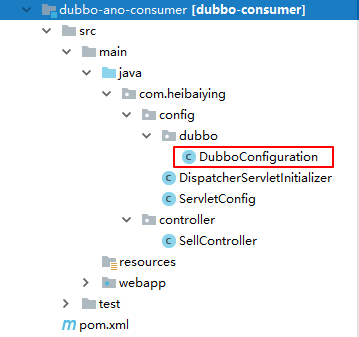 dubbo-ano-consumer [dubbo-consumer]
src
main
java
com.heibaiying
config
dubbo
DubboConfiguration
DispatcherServletInitializer
ServletConfig
controller
SellController
resources
webapp
test
pom.xml